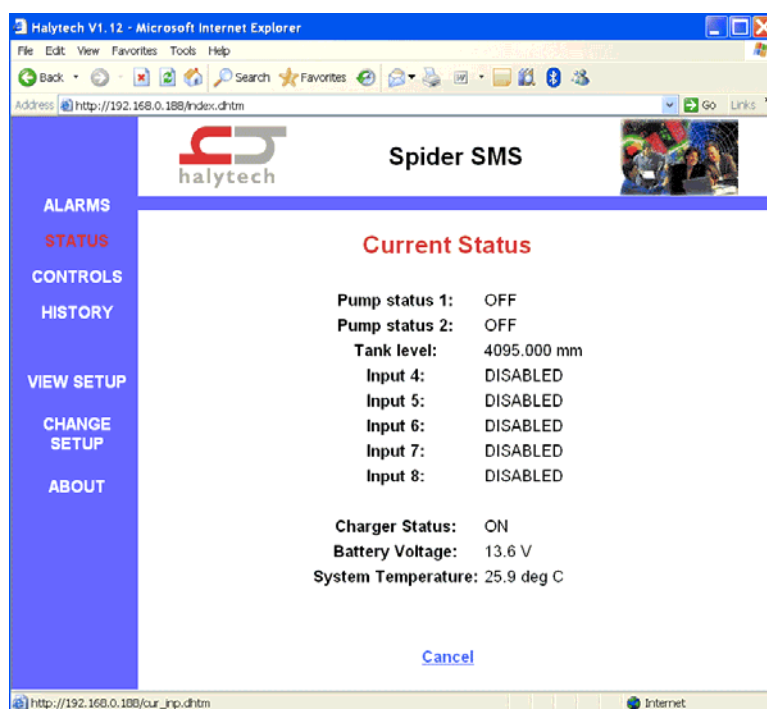 Halytech V1.12 - Microsoft Internet Explorer
File Edit View Favorites Tools Help
Back Search Favorites
Address http://192.168.0.188/index.dhtm Go Links
halytech
Spider SMS
ALARMS
STATUS
CONTROLS
HISTORY
VIEW SETUP
CHANGE
SETUP
ABOUT
Current Status
Pump status 1: OFF
Pump status 2: OFF
Tank level: 4095.000 mm
Input 4: DISABLED
Input 5: DISABLED
Input 6: DISABLED
Input 7: DISABLED
Input 8: DISABLED
Charger Status: ON
Battery Voltage: 13.6 V
System Temperature: 25.9 deg C
Cancel
http://192.168.0.188/cur_inp.dhtm Internet